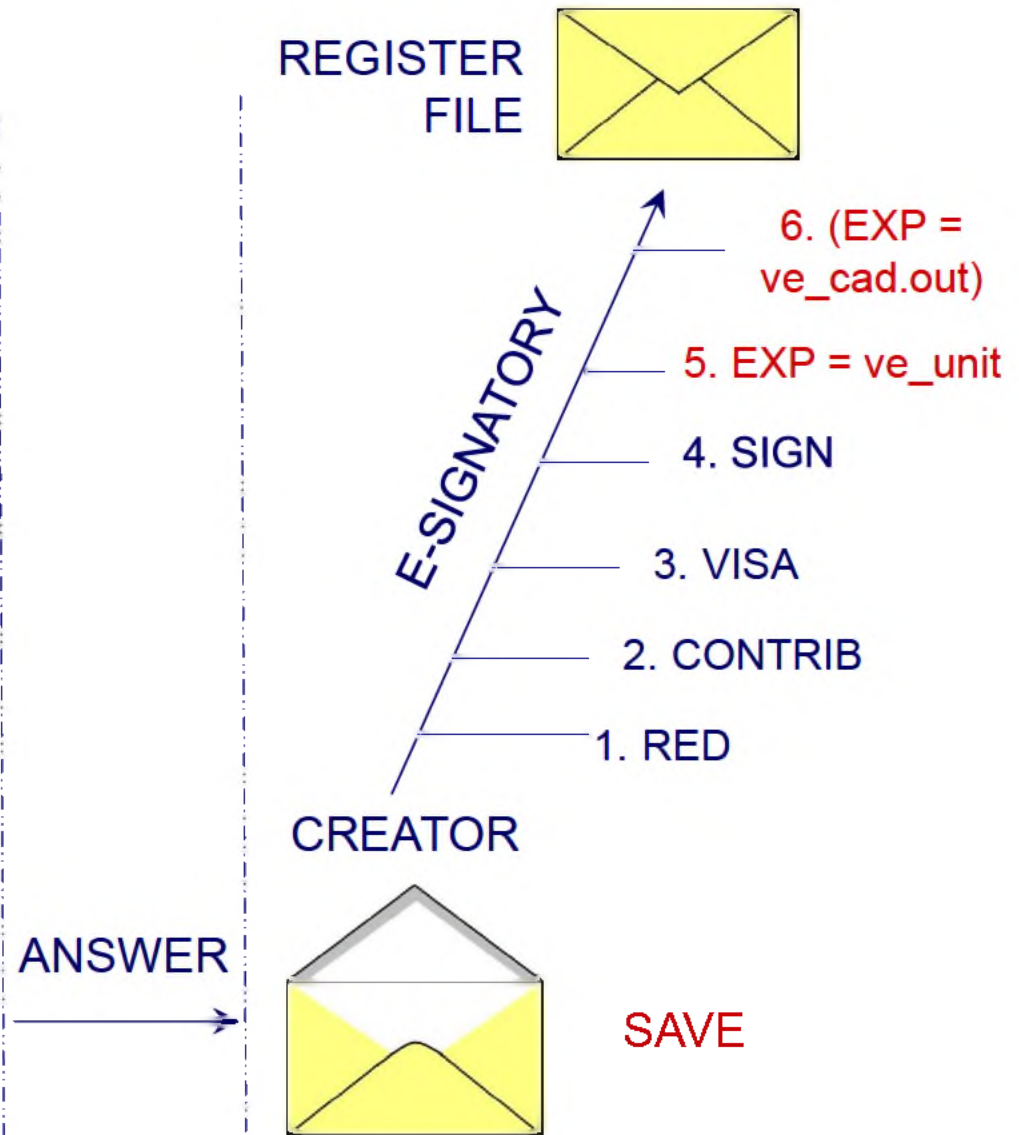 REGISTER
FILE
6. (EXP =
ve_cad.out)
5. EXP = ve_unit
E-SIGNATORY
4. SIGN
3. VISA
2. CONTRIB
1. RED
CREATOR
ANSWER
SAVE